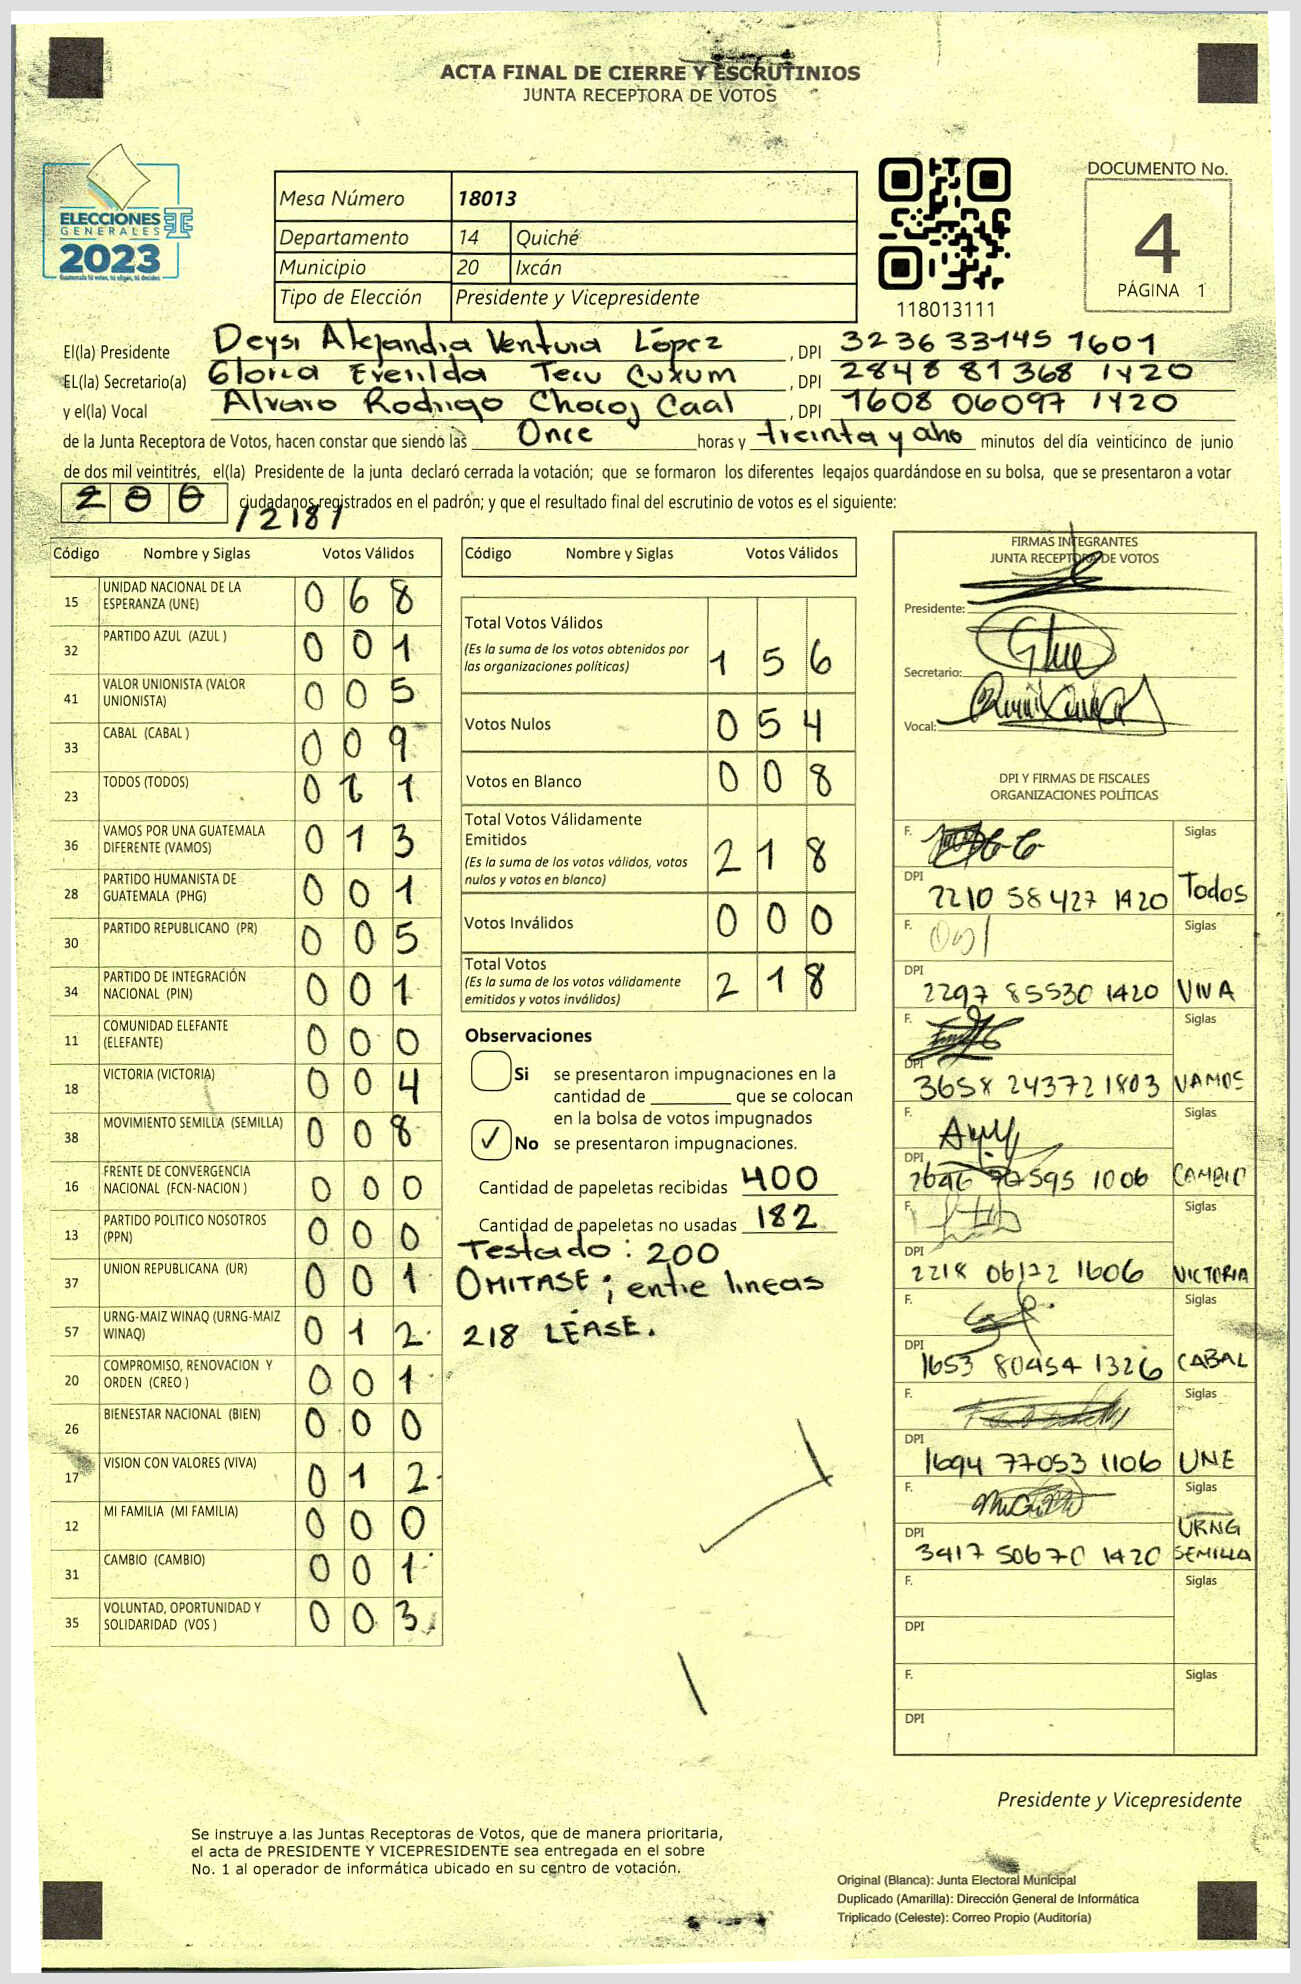 ACTA FINAL DE CIERRE Y ESCRUTINIOS
JUNTA RECEPTORA DE VOTOS
ELECCIONES
GENERALES
2023
Guatemala tú votas, tú eliges, tú decides
Mesa Número 18013
Departamento 14 Quiché
Municipio 20 Ixcán
Tipo de Elección Presidente y Vicepresidente
118013111
DOCUMENTO No.
4
PÁGINA 1
El(la) Presidente Deysi Alejandra Ventura López , DPI 3236 33145 1601
EL(la) Secretario(a) Gloria Evenilda Tecu Cuxum , DPI 2848 81368 1420
y el(la) Vocal Alvaro Rodrigo Chocoj Caal , DPI 1608 06097 1420
de la Junta Receptora de Votos, hacen constar que siendo las Once horas y treinta y aho minutos del día veinticinco de junio
de dos mil veintitrés, el(la) Presidente de la junta declaró cerrada la votación; que se formaron los diferentes legajos quardándose en su bolsa, que se presentaron a votar
200 ciudadanos registrados en el padrón; y que el resultado final del escrutinio de votos es el siguiente:
/218/
Código Nombre y Siglas Votos Válidos
15 UNIDAD NACIONAL DE LA ESPERANZA (UNE) 0 6 8
32 PARTIDO AZUL (AZUL ) 0 0 1
41 VALOR UNIONISTA (VALOR UNIONISTA) 0 0 5
33 CABAL (CABAL ) 0 0 9
23 TODOS (TODOS) 0 1 1
36 VAMOS POR UNA GUATEMALA DIFERENTE (VAMOS) 0 1 3
28 PARTIDO HUMANISTA DE GUATEMALA (PHG) 0 0 1
30 PARTIDO REPUBLICANO (PR) 0 0 5
34 PARTIDO DE INTEGRACIÓN NACIONAL (PIN) 0 0 1
11 COMUNIDAD ELEFANTE (ELEFANTE) 0 0 0
18 VICTORIA (VICTORIA) 0 0 4
38 MOVIMIENTO SEMILLA (SEMILLA) 0 0 8
16 FRENTE DE CONVERGENCIA NACIONAL (FCN-NACION ) 0 0 0
13 PARTIDO POLITICO NOSOTROS (PPN) 0 0 0
37 UNION REPUBLICANA (UR) 0 0 1
57 URNG-MAIZ WINAQ (URNG-MAIZ WINAQ) 0 1 2
20 COMPROMISO, RENOVACION Y ORDEN (CREO ) 0 0 1
26 BIENESTAR NACIONAL (BIEN) 0 0 0
17 VISION CON VALORES (VIVA) 0 1 2
12 MI FAMILIA (MI FAMILIA) 0 0 0
31 CAMBIO (CAMBIO) 0 0 1
35 VOLUNTAD, OPORTUNIDAD Y SOLIDARIDAD (VOS ) 0 0 3
Código Nombre y Siglas Votos Válidos
Total Votos Válidos 1 5 6
(Es la suma de los votos obtenidos por
las organizaciones políticas)
Votos Nulos 0 5 4
Votos en Blanco 0 0 8
Total Votos Válidamente
Emitidos 2 1 8
(Es la suma de los votos válidos, votos
nulos y votos en blanco)
Votos Inválidos 0 0 0
Total Votos 2 1 8
(Es la suma de los votos válidamente
emitidos y votos inválidos)
Observaciones
Si se presentaron impugnaciones en la
cantidad de ________ que se colocan
en la bolsa de votos impugnados
✓ No se presentaron impugnaciones.
Cantidad de papeletas recibidas 400
Cantidad de papeletas no usadas 182
Testado : 200
OMITASE ; entre lineas
218 LÉASE.
FIRMAS INTEGRANTES
JUNTA RECEPTORA DE VOTOS
Presidente:
Secretario:
Vocal:
DPI Y FIRMAS DE FISCALES
ORGANIZACIONES POLÍTICAS
F. Siglas
DPI 2210 58427 1420 Todos
F. Siglas
DPI 2297 85530 1420 VIVA
F. Siglas
DPI 3658 24372 1803 VAMOS
F. Siglas
DPI 1006 CAMBIO
F. Siglas
DPI 2218 06122 1606 VICTORIA
F. Siglas
DPI 1653 80454 1326 CABAL
F. Siglas
DPI 1694 77053 1106 UNE
F. Siglas
DPI 3417 50670 1420 URNG SEMILLA
F. Siglas
DPI
F. Siglas
DPI
Presidente y Vicepresidente
Se instruye a las Juntas Receptoras de Votos, que de manera prioritaria,
el acta de PRESIDENTE Y VICEPRESIDENTE sea entregada en el sobre
No. 1 al operador de informática ubicado en su centro de votación.
Original (Blanca): Junta Electoral Municipal
Duplicado (Amarilla): Dirección General de Informática
Triplicado (Celeste): Correo Propio (Auditoría)